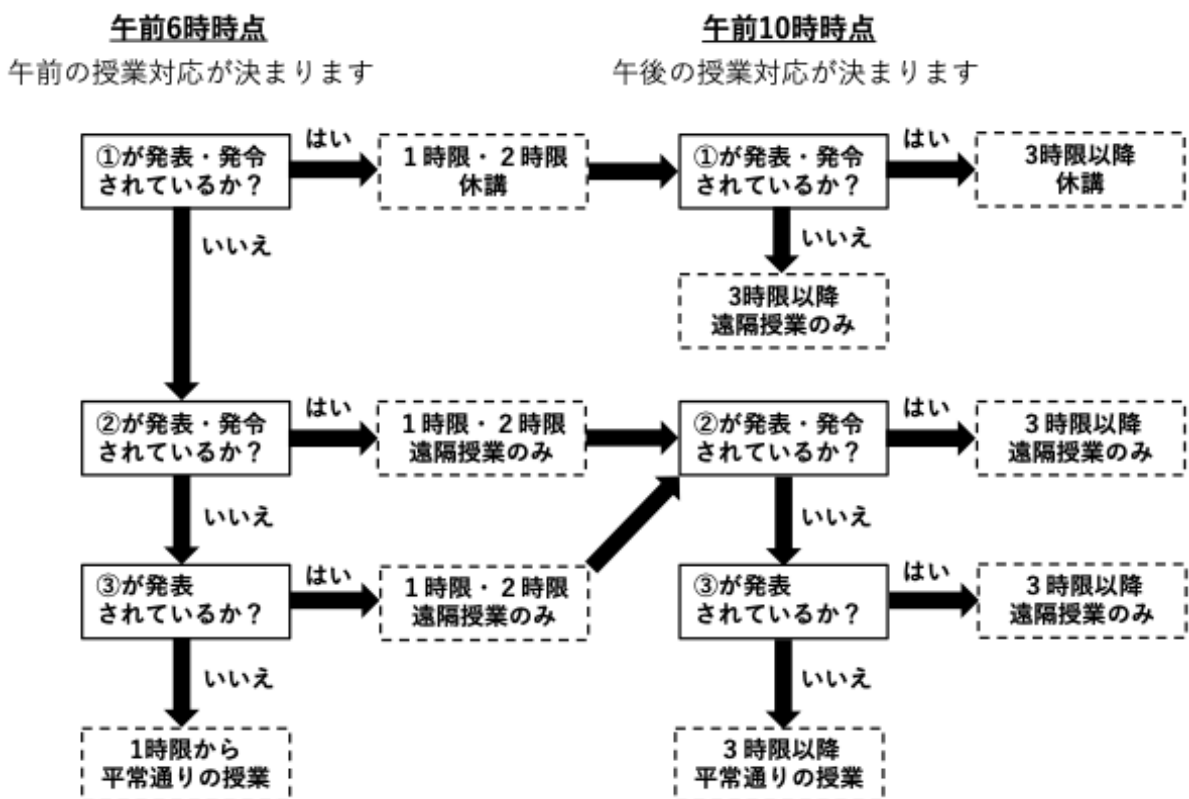 午前6時時点
午前の授業対応が決まります
午前10時時点
午後の授業対応が決まります
①が発表・発令
されているか？
はい
１時限・２時限
休講
①が発表・発令
されているか？
はい
3時限以降
休講
いいえ
いいえ
3時限以降
遠隔授業のみ
②が発表・発令
されているか？
はい
１時限・２時限
遠隔授業のみ
②が発表・発令
されているか？
はい
３時限以降
遠隔授業のみ
いいえ
いいえ
③が発表
されているか？
はい
１時限・２時限
遠隔授業のみ
③が発表
されているか？
はい
３時限以降
遠隔授業のみ
いいえ
いいえ
1時限から
平常通りの授業
３時限以降
平常通りの授業